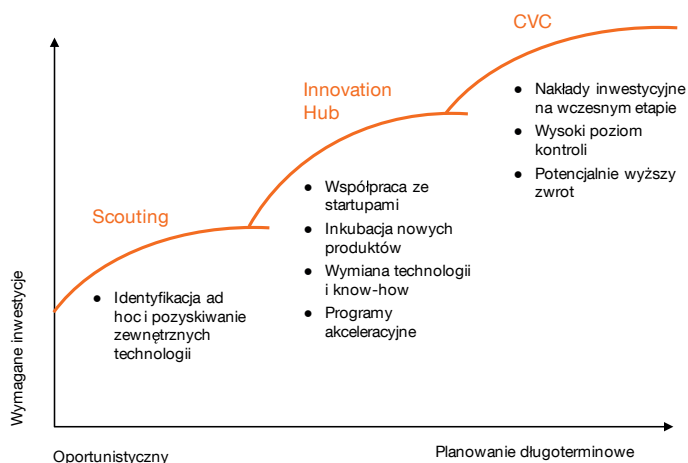 CVC
● Nakłady inwestycyjne
na wczesnym etapie
● Wysoki poziom
kontroli
● Potencjalnie wyższy
zwrot
Innovation
Hub
● Współpraca ze
startupami
● Inkubacja nowych
produktów
● Wymiana technologii
i know-how
● Programy
akceleracyjne
Scouting
● Identyfikacja ad
hoc i pozyskiwanie
zewnętrznych
technologii
Wymagane inwestycje
Oportunistyczny
Planowanie długoterminowe